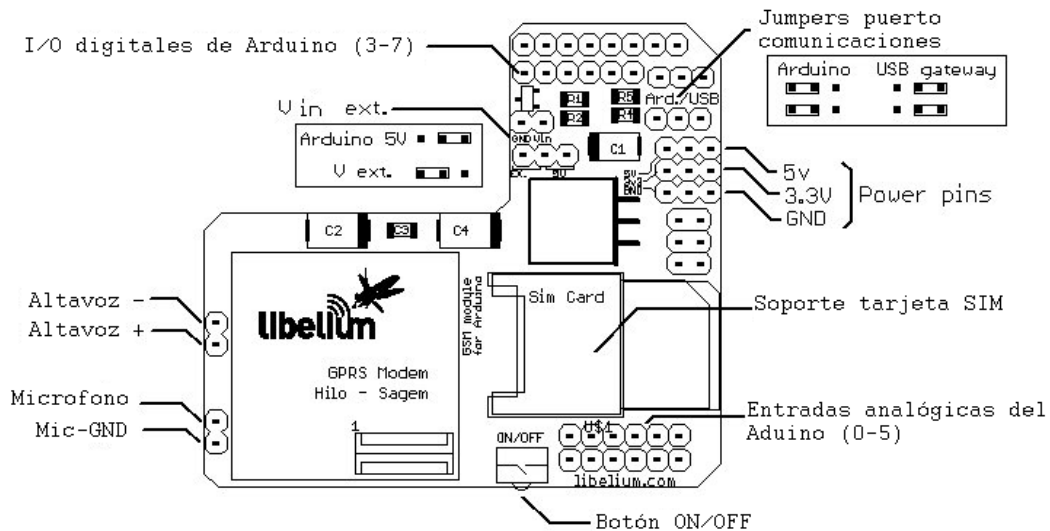 Jumpers puerto
comunicaciones
I/O digitales de Arduino (3-7)
Arduino USB gateway
R1 R5 Ard./USB
R2 R4
V in ext.
GND Vin
C1
Arduino 5V
V ext.
5V
5V
5v
3.3V
GND
Power pins
GND
C2 C3 C4
Sim Card
Altavoz -
Altavoz +
libelium
GSM module
for Arduino
Soporte tarjeta SIM
GPRS Modem
Hilo - Sagem
Microfono
Mic-GND
1
ON/OFF
U$1
Entradas analógicas del
Aduino (0-5)
libelium.com
Botón ON/OFF